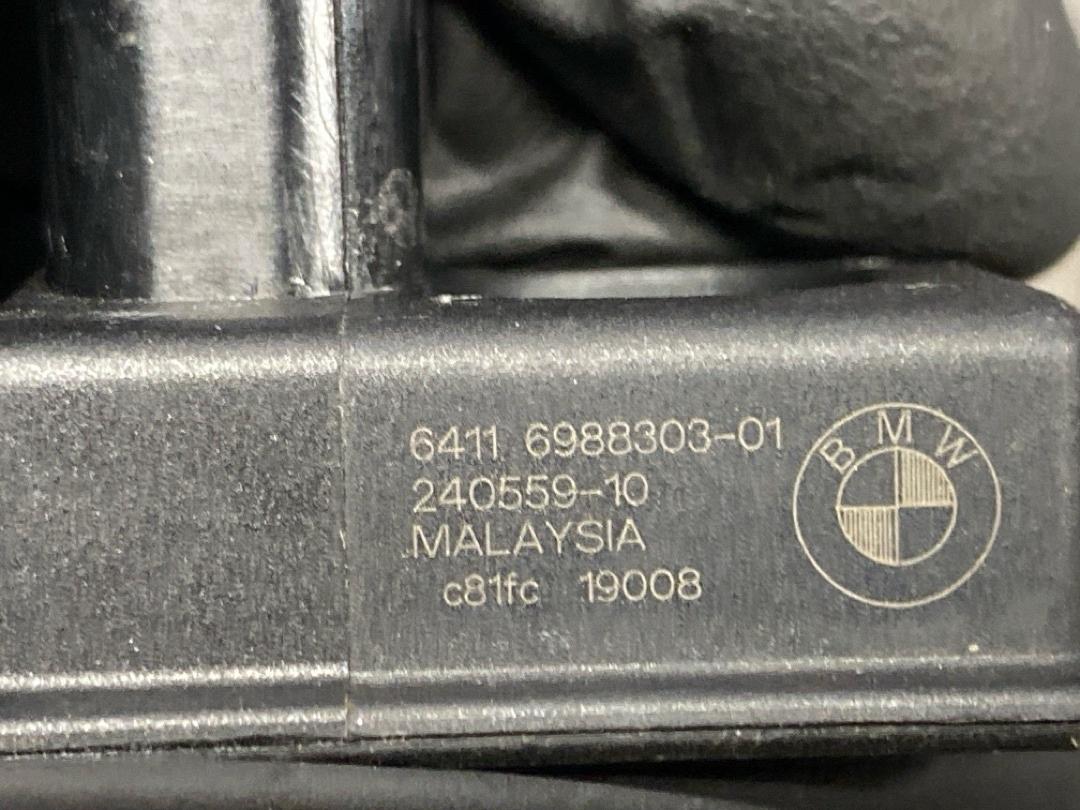 6411 6988303-01
240559-10
MALAYSIA
c81fc 19008
BMW